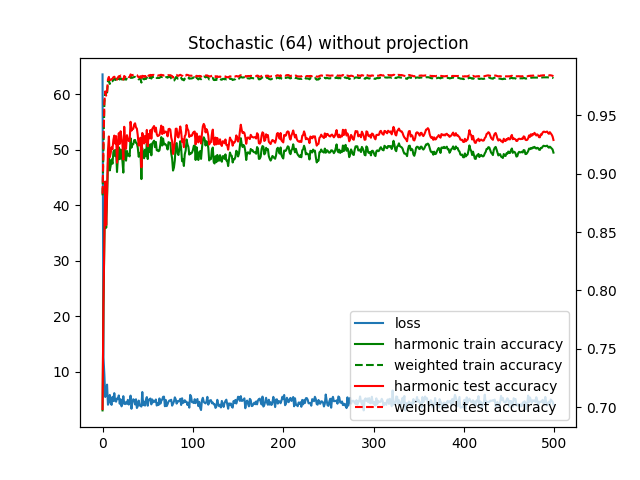 Stochastic (64) without projection
60
50
40
30
20
10
0.95
0.90
0.85
0.80
0.75
0.70
loss
harmonic train accuracy
weighted train accuracy
harmonic test accuracy
weighted test accuracy
0 100 200 300 400 500